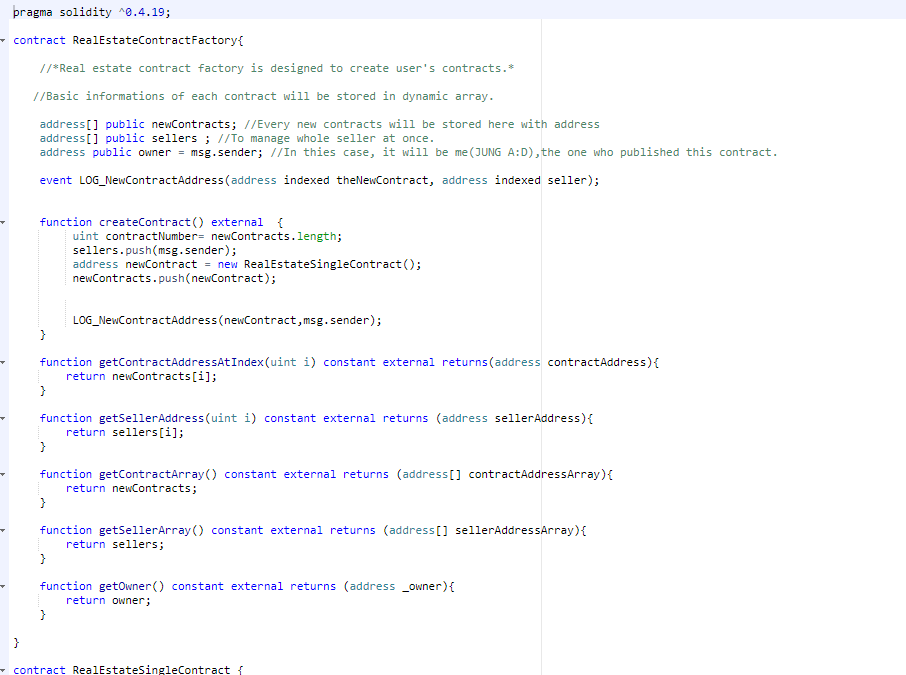 pragma solidity ^0.4.19;
contract RealEstateContractFactory{
//*Real estate contract factory is designed to create user's contracts.*
//Basic informations of each contract will be stored in dynamic array.
address[] public newContracts; //Every new contracts will be stored here with address
address[] public sellers ; //To manage whole seller at once.
address public owner = msg.sender; //In thies case, it will be me(JUNG A:D),the one who published this contract.
event LOG_NewContractAddress(address indexed theNewContract, address indexed seller);
function createContract() external  {
uint contractNumber= newContracts.length;
sellers.push(msg.sender);
address newContract = new RealEstateSingleContract();
newContracts.push(newContract);
LOG_NewContractAddress(newContract,msg.sender);
}
function getContractAddressAtIndex(uint i) constant external returns(address contractAddress){
return newContracts[i];
}
function getSellerAddress(uint i) constant external returns (address sellerAddress){
return sellers[i];
}
function getContractArray() constant external returns (address[] contractAddressArray){
return newContracts;
}
function getSellerArray() constant external returns (address[] sellerAddressArray){
return sellers;
}
function getOwner() constant external returns (address _owner){
return owner;
}
}
contract RealEstateSingleContract {